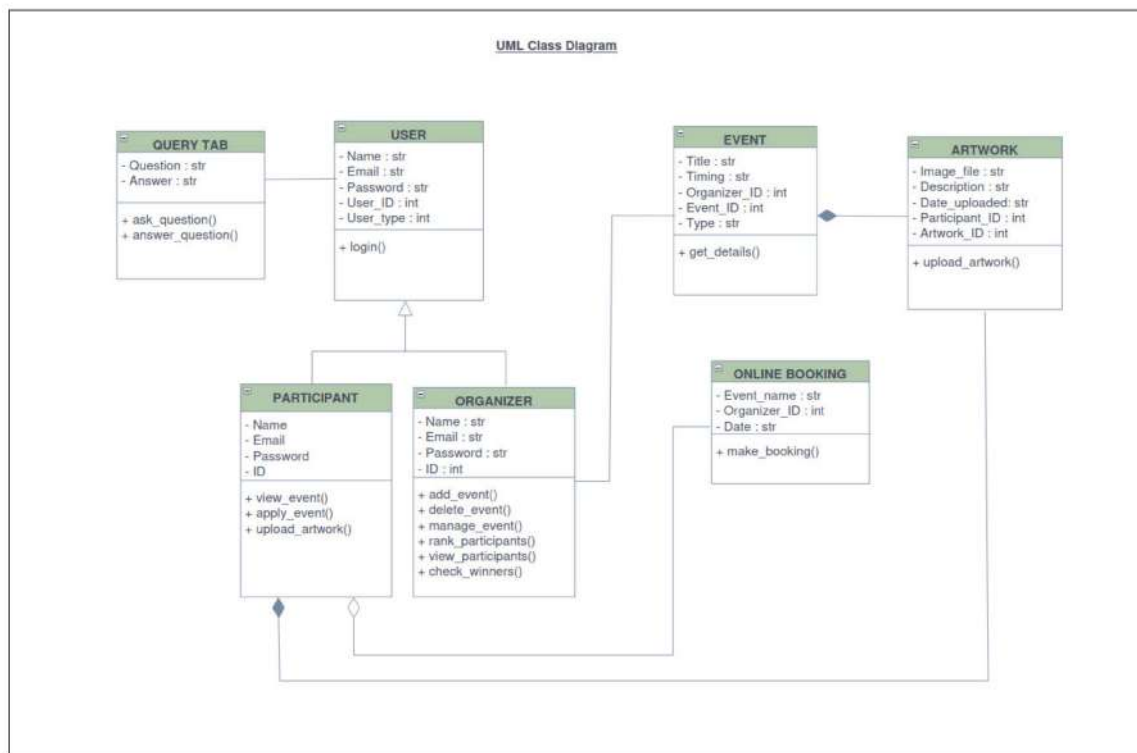 UML Class Diagram
QUERY TAB
- Question : str
- Answer : str
+ ask_question()
+ answer_question()
USER
- Name : str
- Email : str
- Password : str
- User_ID : int
- User_type : int
+ login()
EVENT
- Title : str
- Timing : str
- Organizer_ID : int
- Event_ID : int
- Type : str
+ get_details()
ARTWORK
- Image_file : str
- Description : str
- Date_uploaded: str
- Participant_ID : int
- Artwork_ID : int
+ upload_artwork()
PARTICIPANT
- Name
- Email
- Password
- ID
+ view_event()
+ apply_event()
+ upload_artwork()
ORGANIZER
- Name : str
- Email : str
- Password : str
- ID : int
+ add_event()
+ delete_event()
+ manage_event()
+ rank_participants()
+ view_participants()
+ check_winners()
ONLINE BOOKING
- Event_name : str
- Organizer_ID : int
- Date : str
+ make_booking()